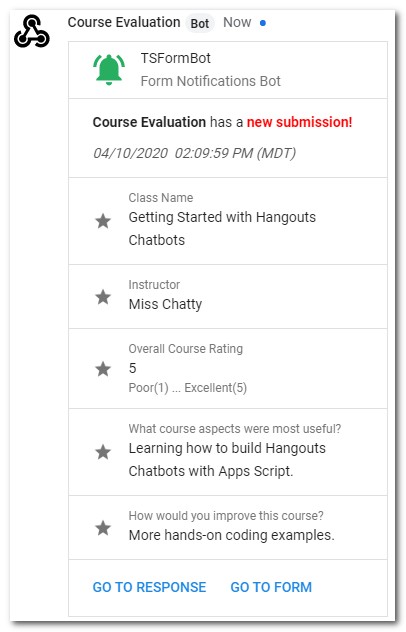 Course Evaluation Bot Now
TSFormBot
Form Notifications Bot
Course Evaluation has a new submission!
04/10/2020 02:09:59 PM (MDT)
Class Name
Getting Started with Hangouts
Chatbots
Instructor
Miss Chatty
Overall Course Rating
5
Poor(1) ... Excellent(5)
What course aspects were most useful?
Learning how to build Hangouts
Chatbots with Apps Script.
How would you improve this course?
More hands-on coding examples.
GO TO RESPONSE GO TO FORM